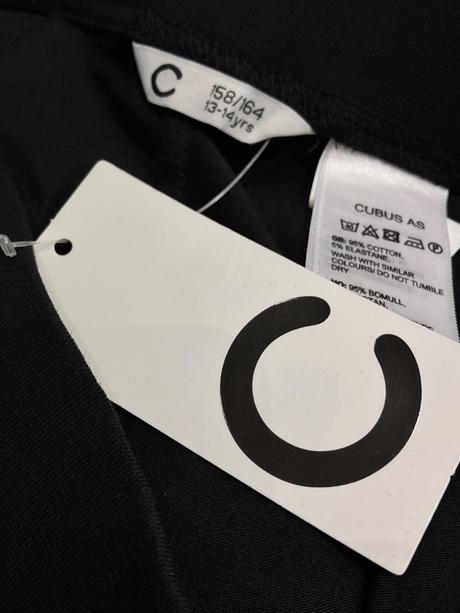 C
158/164
13-14yrs
CUBUS AS
GB: 95% COTTON,
5% ELASTANE.
WASH WITH SIMILAR
COLOURS/ DO NOT TUMBLE
DRY
NO: 95% BOMULL.